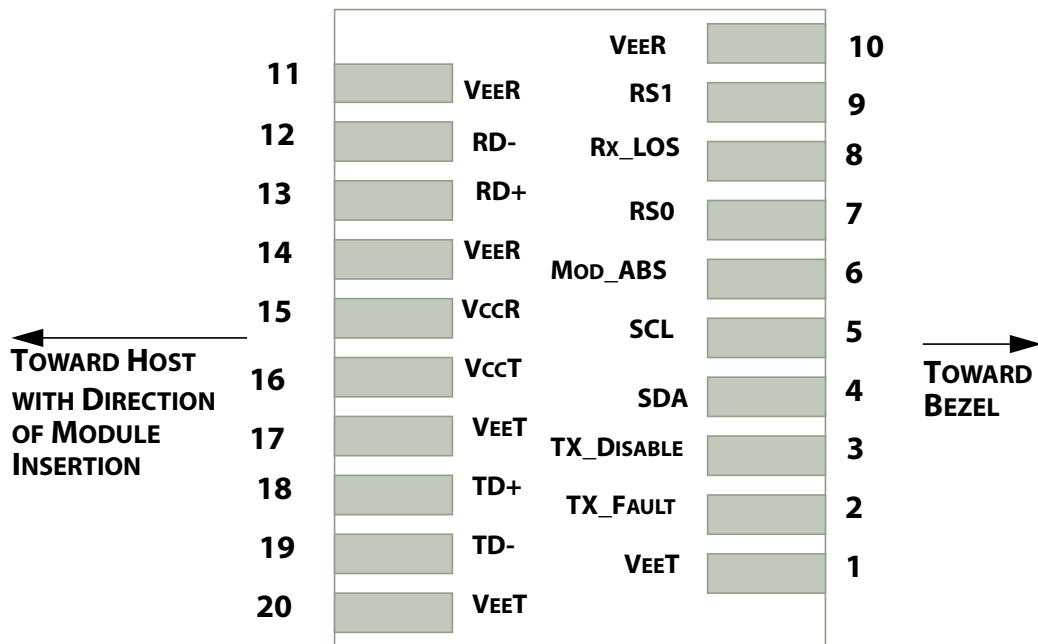 VEER 10
11 VEER
RS1 9
12 RD-
RX_LOS 8
13 RD+
RS0 7
14 VEER
MOD_ABS 6
15 VCCR
SCL 5
16 VCCT
SDA 4
17 VEET
TX_DISABLE 3
18 TD+
TX_FAULT 2
19 TD-
VEET 1
20 VEET
TOWARD HOST
WITH DIRECTION
OF MODULE
INSERTION
TOWARD
BEZEL